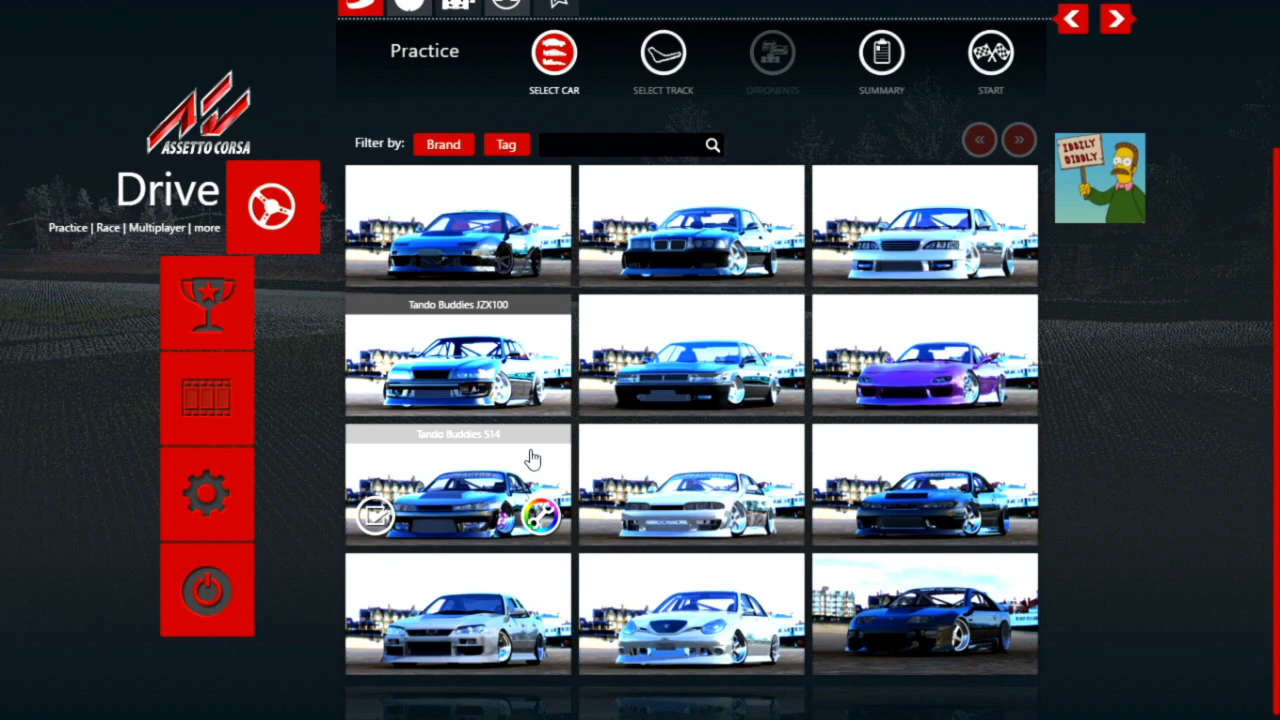 Practice
SELECT CAR
SELECT TRACK
OPPONENTS
SUMMARY
START
ASSETTO CORSA
Filter by:
Brand
Tag
IDDILY
DIDDLY
Drive
Practice | Race | Multiplayer | more
Tando Buddies JZX100
Tando Buddies S14